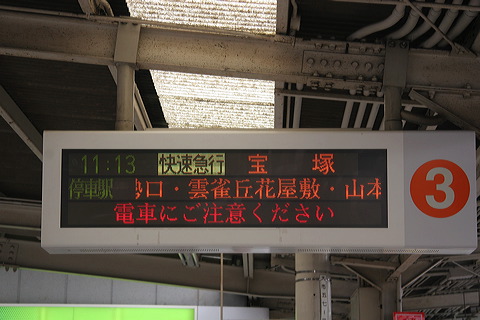 11:13 快速急行 宝塚
停車駅 口・雲雀丘花屋敷・山本
電車にご注意ください
3